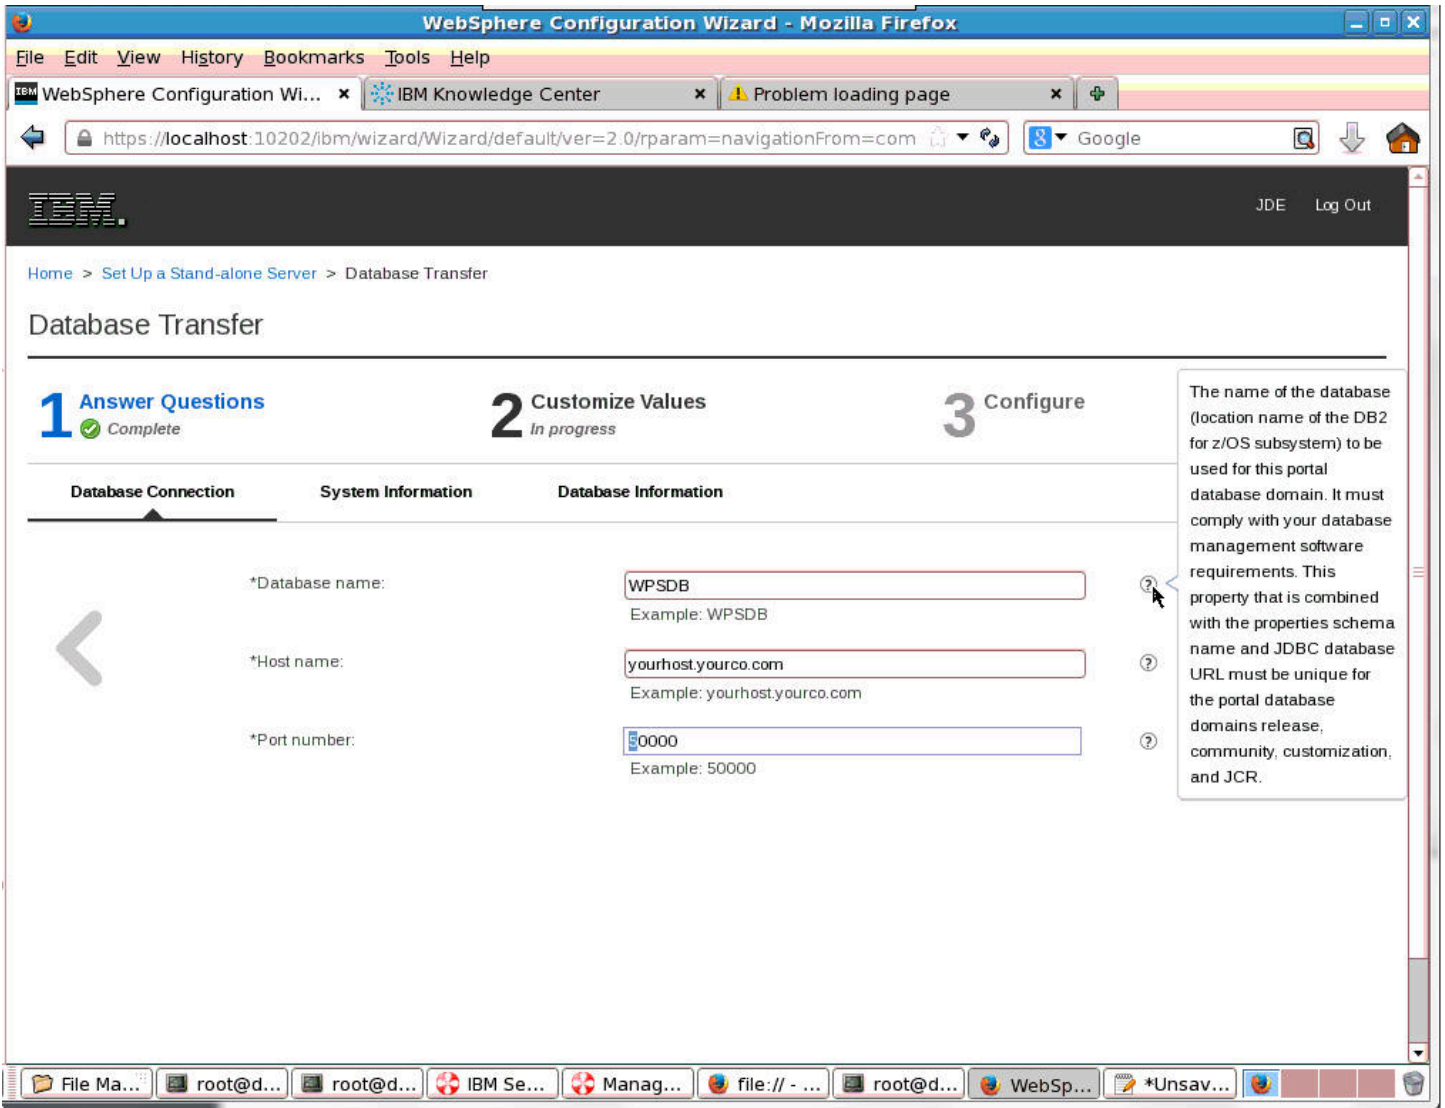 WebSphere Configuration Wizard - Mozilla Firefox
File Edit View History Bookmarks Tools Help
IBM WebSphere Configuration Wi... IBM Knowledge Center Problem loading page
https://localhost:10202/ibm/wizard/Wizard/default/ver=2.0/rparam=navigationFrom=com 8 Google
IBM. JDE Log Out
Home > Set Up a Stand-alone Server > Database Transfer
Database Transfer
1 Answer Questions
Complete
2 Customize Values
In progress
3 Configure
Database Connection System Information Database Information
*Database name: WPSDB ?
Example: WPSDB
*Host name: yourhost.yourco.com ?
Example: yourhost.yourco.com
*Port number: 50000 ?
Example: 50000
The name of the database
(location name of the DB2
for z/OS subsystem) to be
used for this portal
database domain. It must
comply with your database
management software
requirements. This
property that is combined
with the properties schema
name and JDBC database
URL must be unique for
the portal database
domains release,
community, customization,
and JCR.
File Ma... root@d... root@d... IBM Se... Manag... file:// - ... root@d... WebSp... *Unsav...